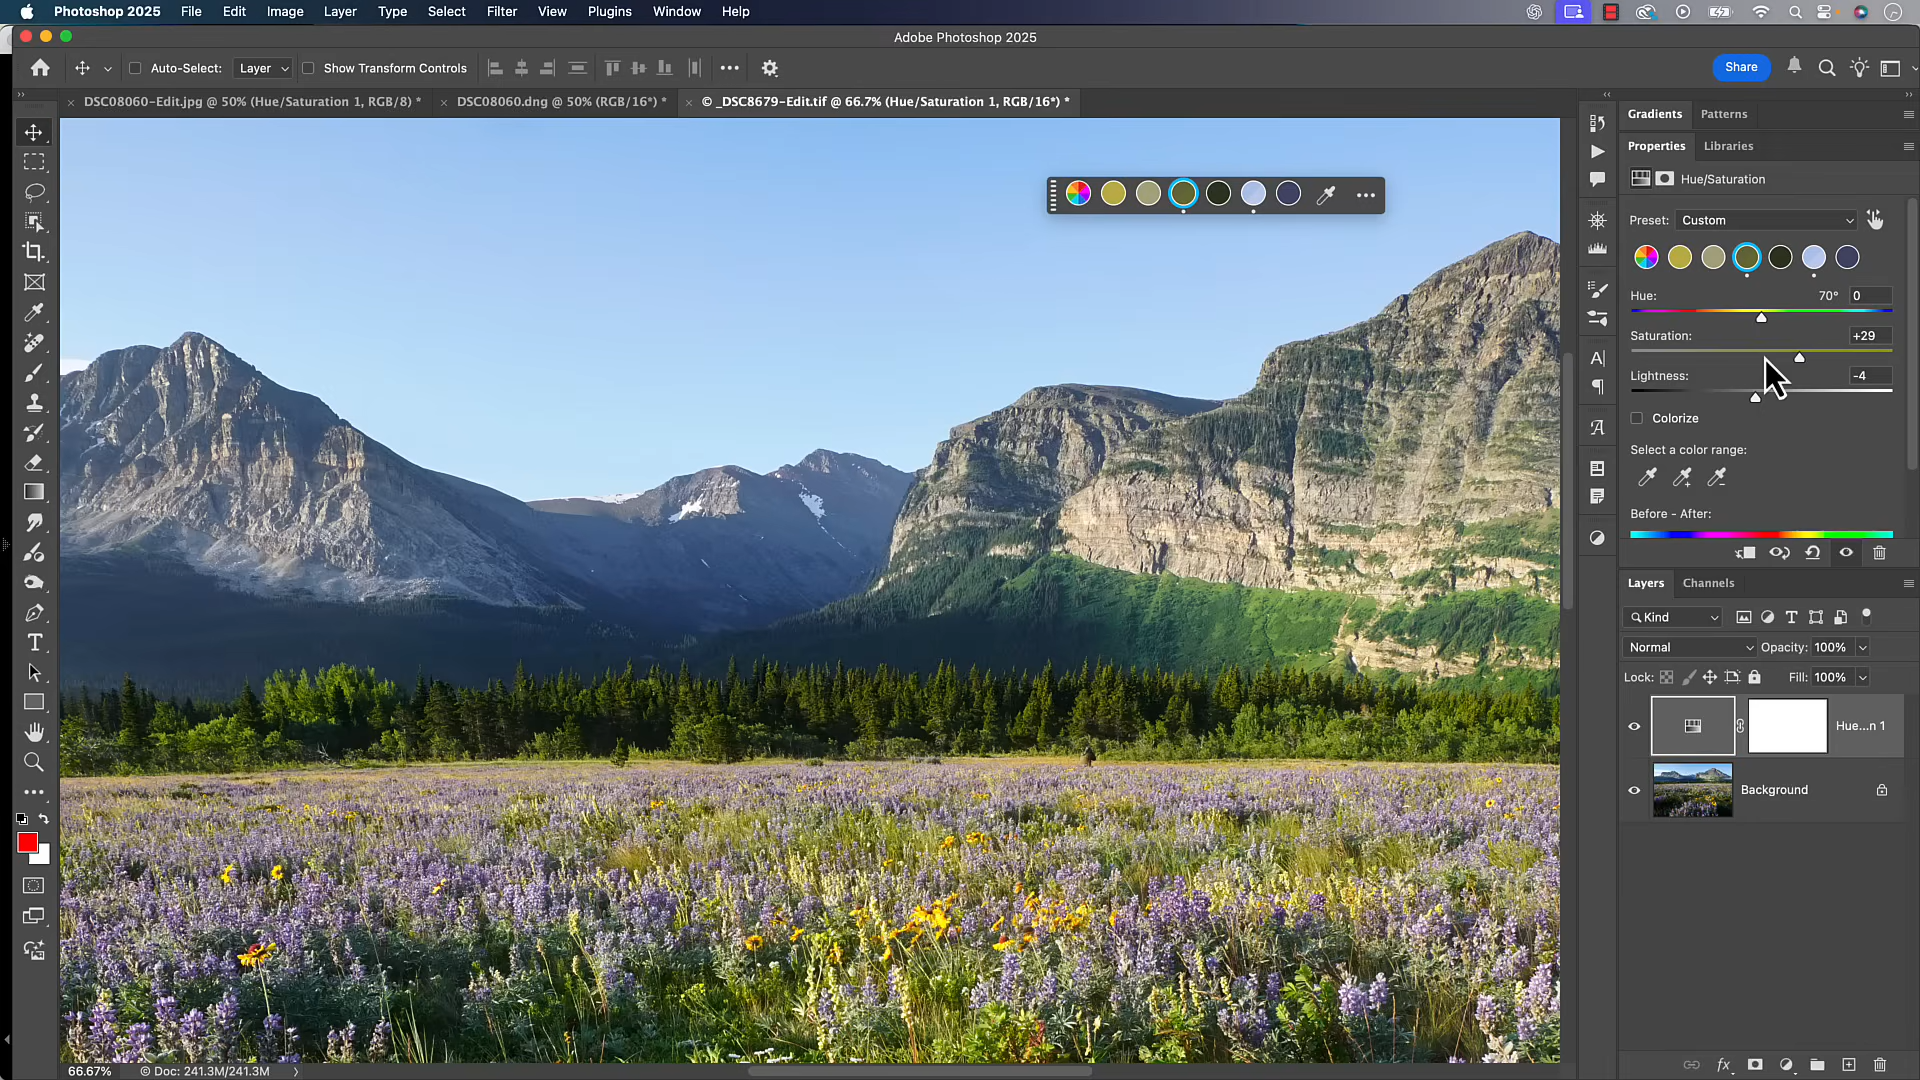 Photoshop 2025 File Edit Image Layer Type Select Filter View Plugins Window Help
Adobe Photoshop 2025
Auto-Select: Layer Show Transform Controls
Share
DSC08060-Edit.jpg @ 50% (Hue/Saturation 1, RGB/8) *
DSC08060.dng @ 50% (RGB/16*) *
© _DSC8679-Edit.tif @ 66.7% (Hue/Saturation 1, RGB/16*) *
Gradients Patterns
Properties Libraries
Hue/Saturation
Preset: Custom
Hue: 70° 0
Saturation: +29
Lightness: -4
Colorize
Select a color range:
Before - After:
Layers Channels
Kind
Normal Opacity: 100%
Lock: Fill: 100%
Hue...n 1
Background
66.67% © Doc: 241.3M/241.3M